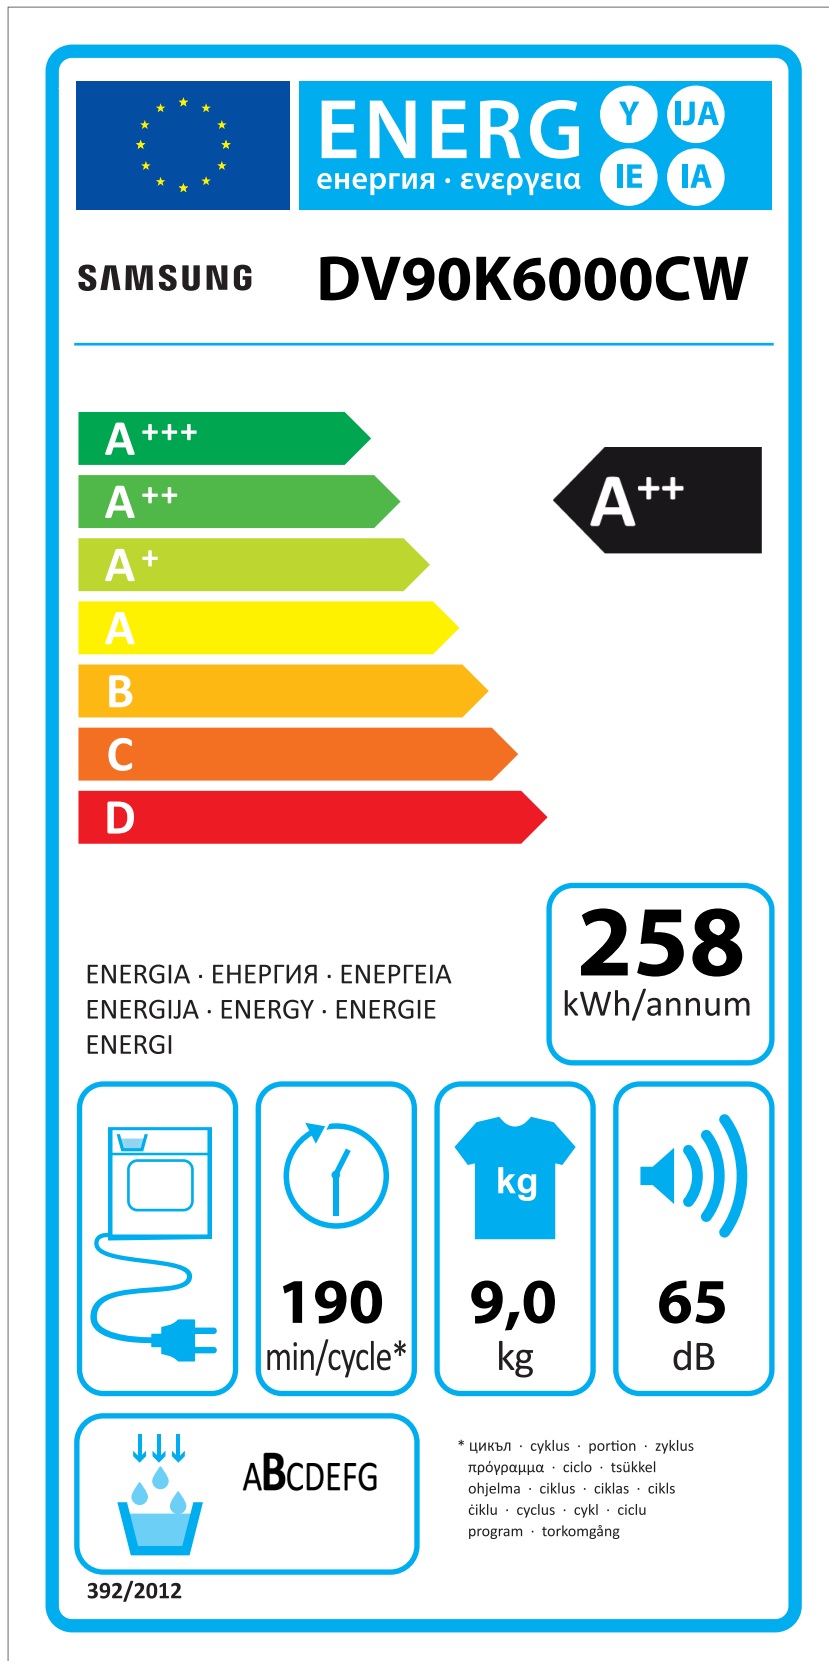 ENERG Y IJA
енергия · ενεργεια IE IA
SAMSUNG DV90K6000CW
A+++
A++
A++
A+
A
B
C
D
258
kWh/annum
ENERGIA · ЕНЕРГИЯ · ΕΝΕΡΓΕΙΑ
ENERGIJA · ENERGY · ENERGIE
ENERGI
kg
190
min/cycle*
9,0
kg
65
dB
ABCDEFG
* цикъл · cyklus · portion · zyklus
πρόγραμμα · ciclo · tsükkel
ohjelma · ciklus · ciklas · cikls
ċiklu · cyclus · cykl · ciclu
program · torkomgång
392/2012